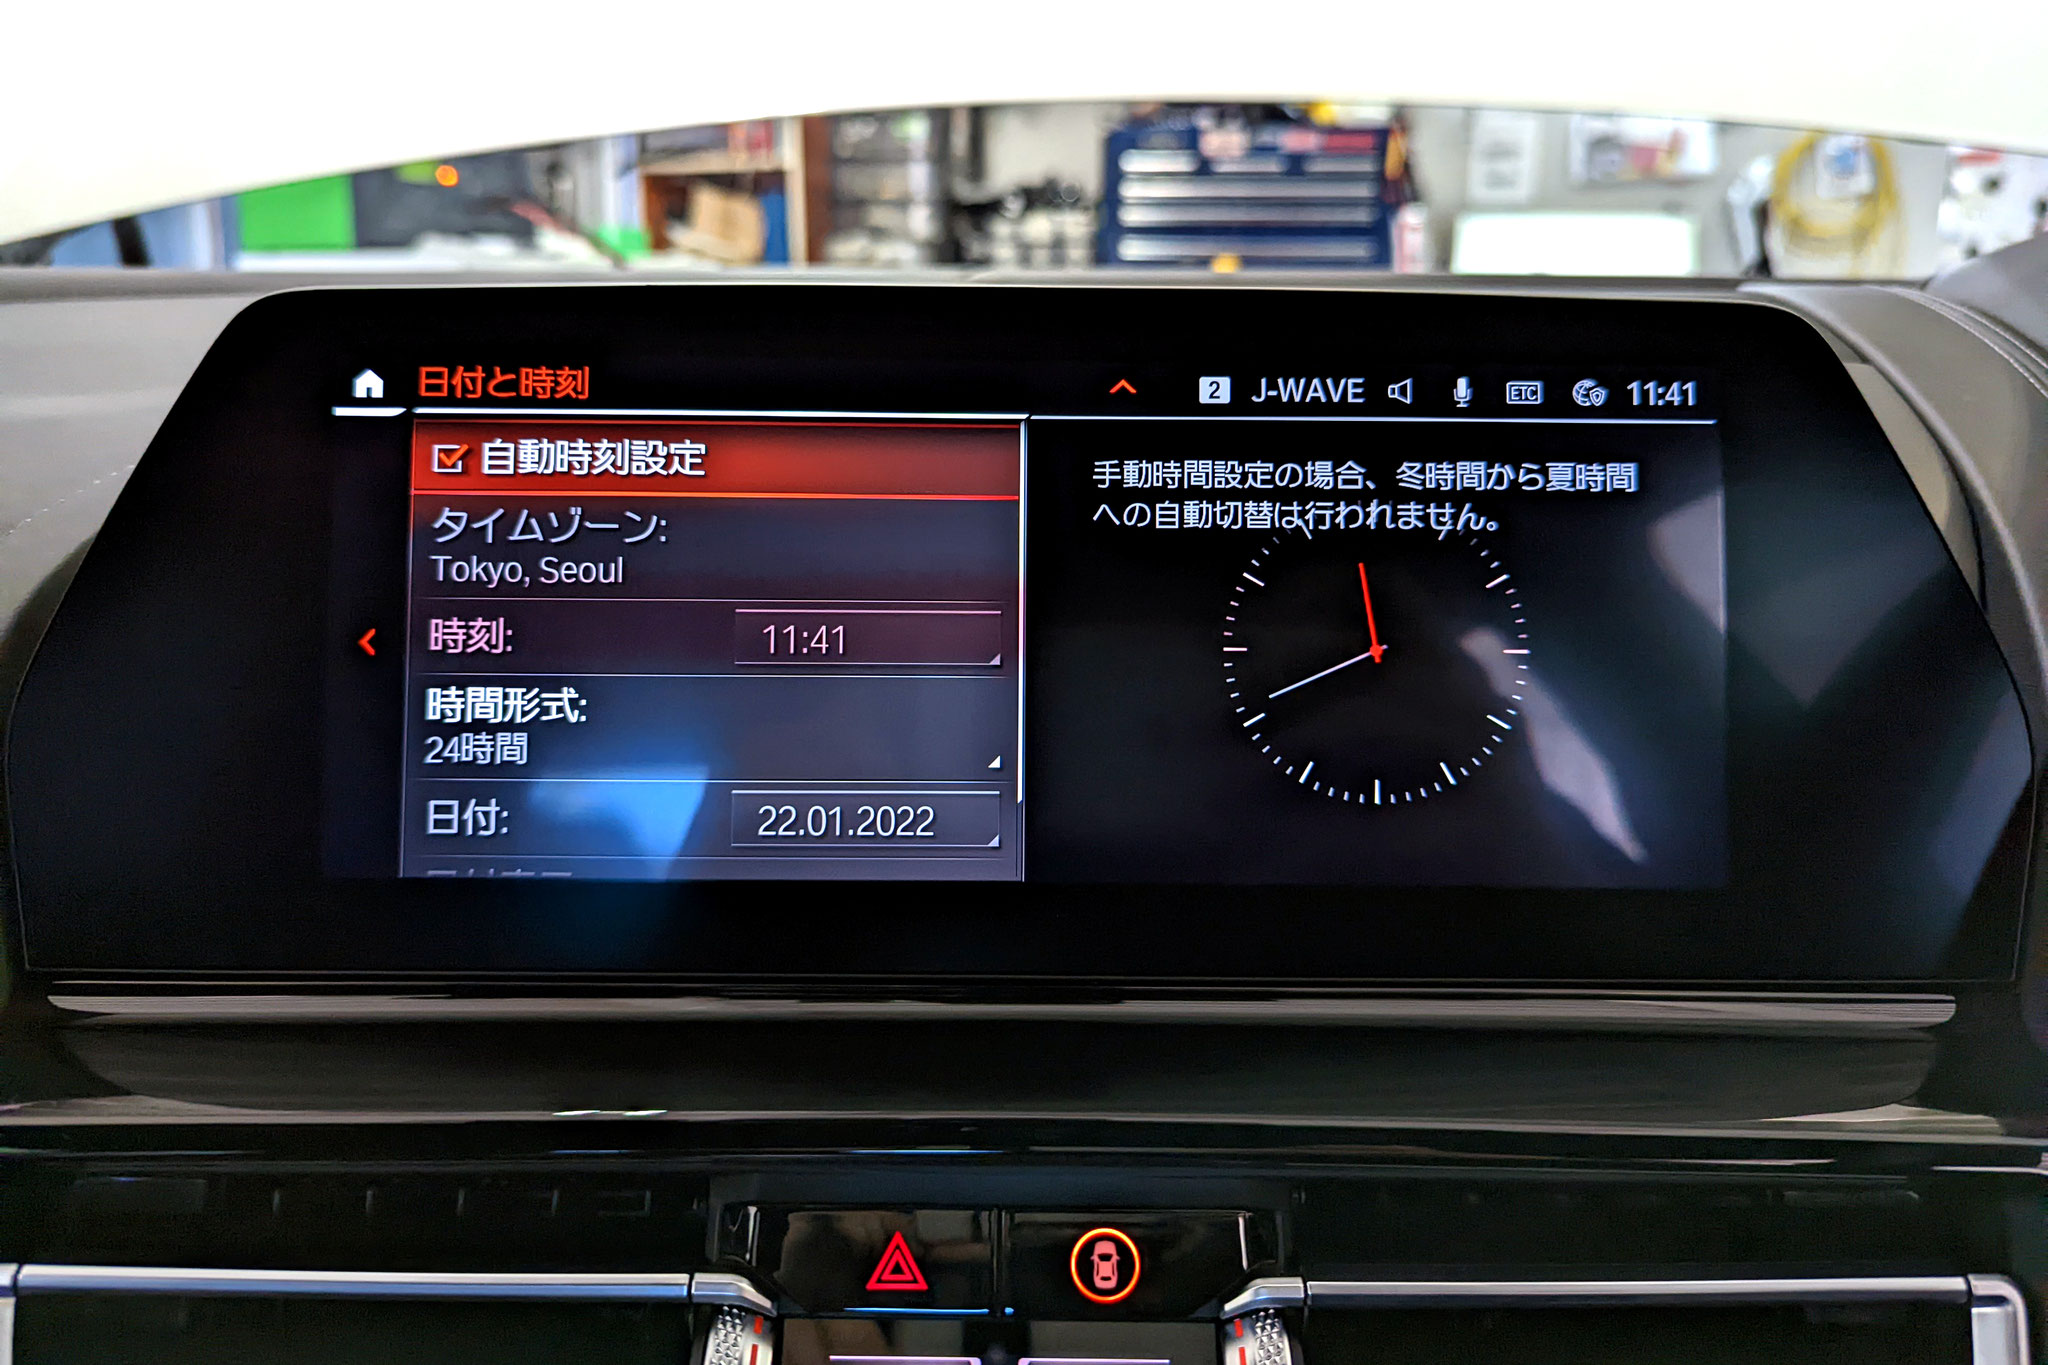 日付と時刻
2 J-WAVE ETC 11:41
自動時刻設定
タイムゾーン:
Tokyo, Seoul
時刻: 11:41
時間形式:
24時間
日付: 22.01.2022
手動時間設定の場合、冬時間から夏時間
への自動切替は行われません。